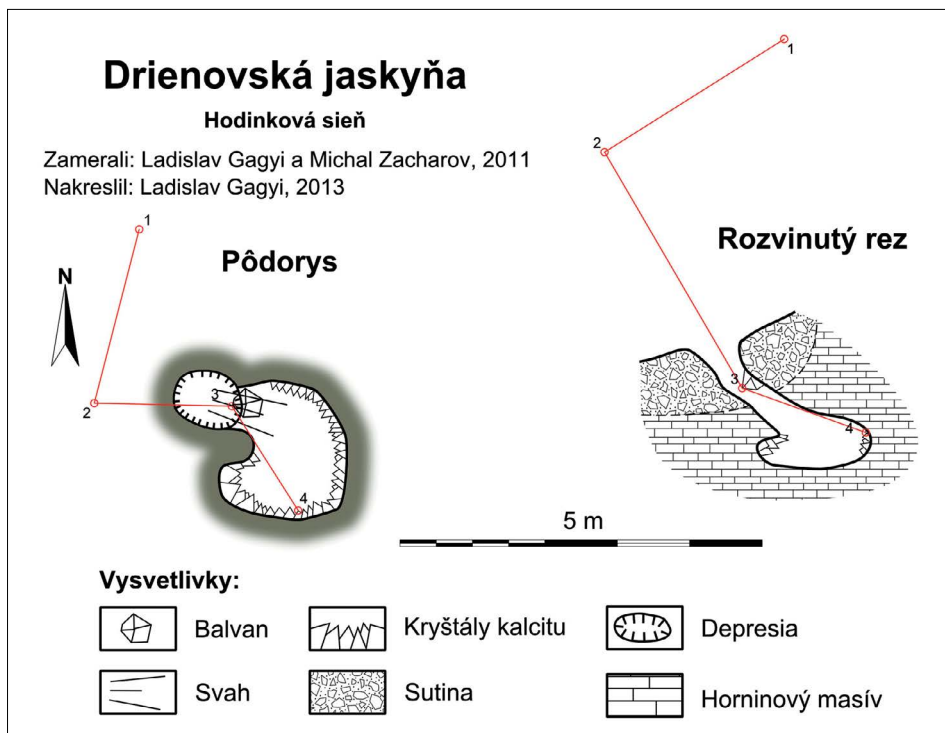 Drienovská jaskyňa
Hodinková sieň
Zamerali: Ladislav Gagyi a Michal Zacharov, 2011
Nakreslil: Ladislav Gagyi, 2013
Pôdorys
N
1
2
3
4
Rozvinutý rez
1
2
3
4
5 m
Vysvetlivky:
Balvan
Kryštály kalcitu
Depresia
Svah
Sutina
Horninový masív